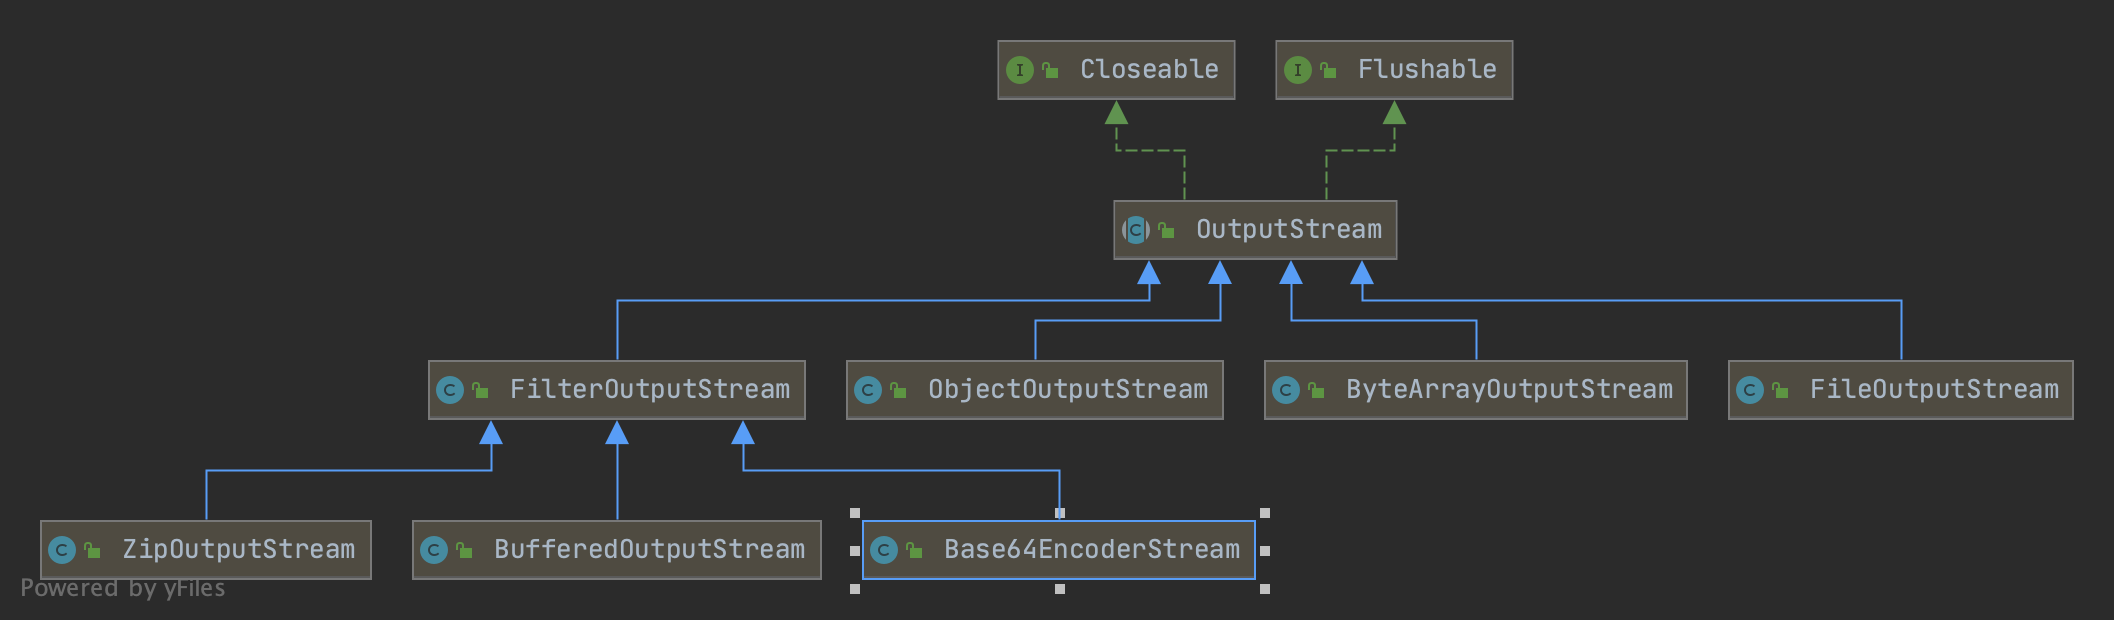 Closeable
Flushable
OutputStream
FilterOutputStream
ObjectOutputStream
ByteArrayOutputStream
FileOutputStream
ZipOutputStream
BufferedOutputStream
Base64EncoderStream
Powered by yFiles